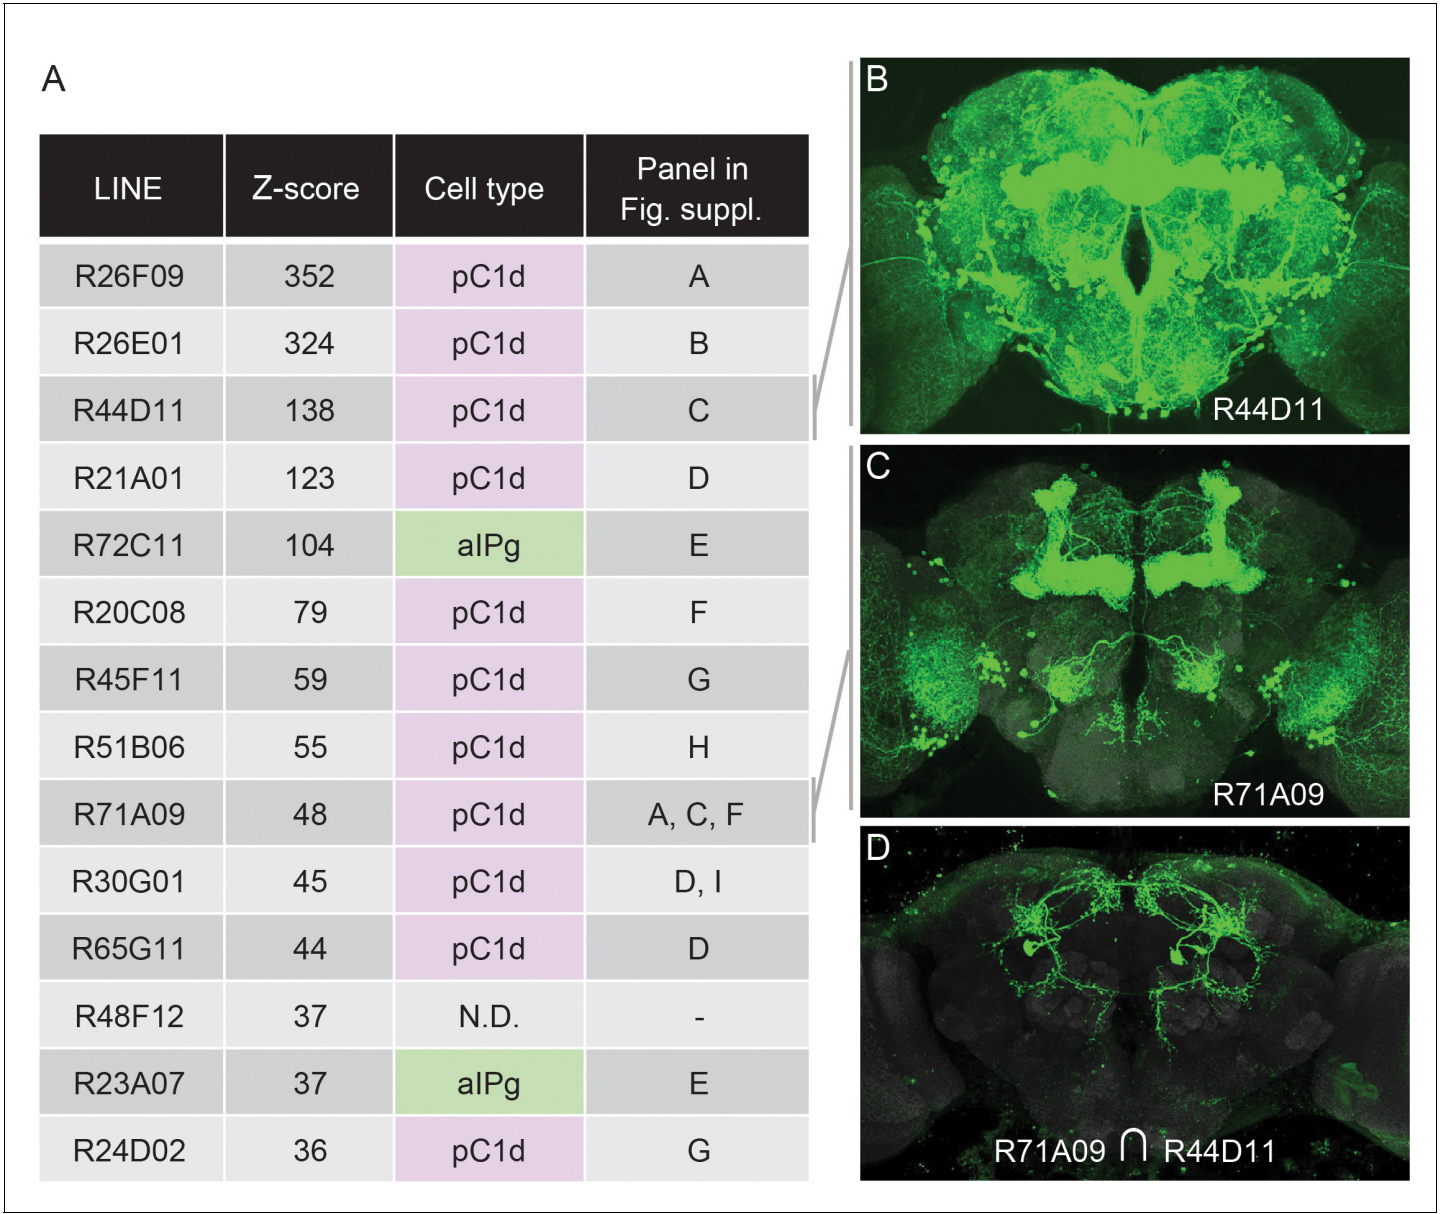 A
LINE Z-score Cell type Panel in
Fig. suppl.
R26F09 352 pC1d A
R26E01 324 pC1d B
R44D11 138 pC1d C
R21A01 123 pC1d D
R72C11 104 aIPg E
R20C08 79 pC1d F
R45F11 59 pC1d G
R51B06 55 pC1d H
R71A09 48 pC1d A, C, F
R30G01 45 pC1d D, I
R65G11 44 pC1d D
R48F12 37 N.D. -
R23A07 37 aIPg E
R24D02 36 pC1d G
B
R44D11
C
R71A09
D
R71A09 ∩ R44D11